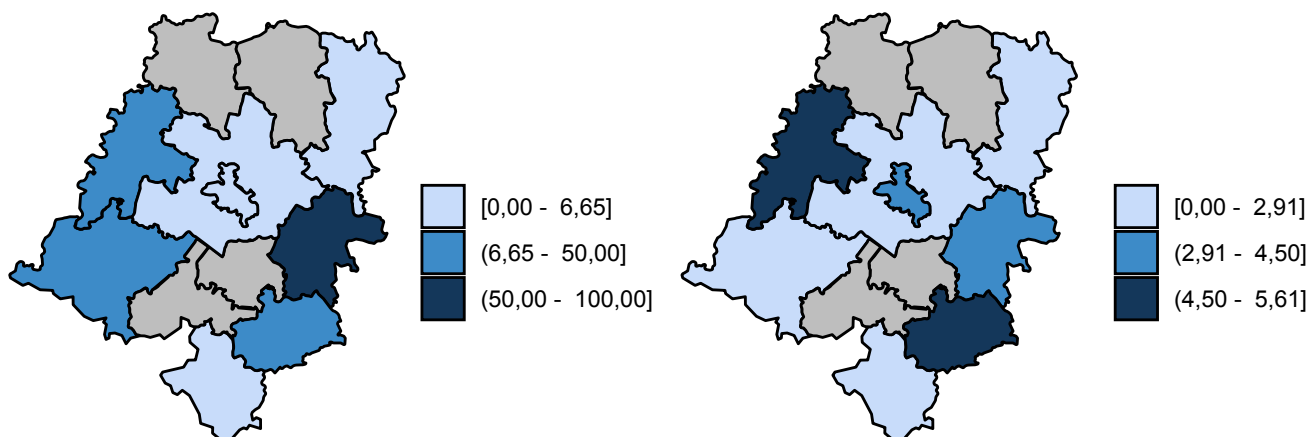 [0,00 -  6,65]
(6,65 -  50,00]
(50,00 -  100,00]
[0,00 -  2,91]
(2,91 -  4,50]
(4,50 -  5,61]